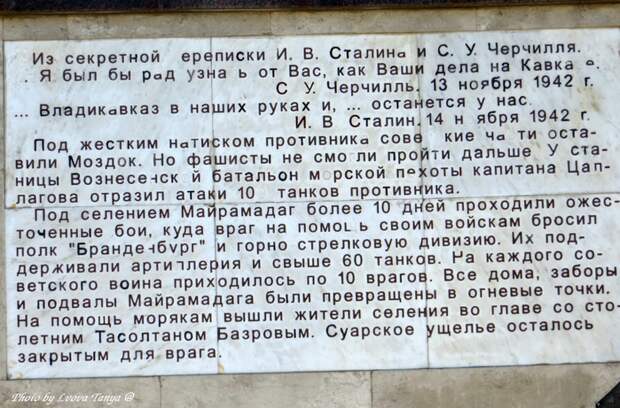 Из секретной ереписки И. В. Сталина и С. У. Черчилля.
. Я был бы рад узна ь от Вас, как Ваши дела на Кавка е.
С У. Черчилль. 13 ноября 1942 г.
... Владикавказ в наших руках и, ... останется у нас.
И. В Сталин. 14 н ября 1942 г.
Под жестким натиском противника сове кие ча ти оста-
вили Моздок. Но фашисты не смо ли пройти дальше У ста-
ницы Вознесенск й батальон м рской пехоты капитана Цап-
лагова отразил атаки 10 танков противника.
Под селением Майрамадаг более 10 дней проходили ожес-
точенные бои, куда враг на помощь своим войскам бросил
полк "Бранденбург" и горно стрелковую дивизию. Их под-
держивали арти ллерия и свыше 60 танков. Ра каждого со-
ветского воина приходилось по 10 врагов. Все дома, заборы
и подвалы Майрамадага были превращены в огневые точки.
На помощь морякам вышли жители селения во главе со сто-
летним Тасолтаном Базровым. Суарское ущелье осталось
закрытым для врага.
Photo by Lvova Tanya @